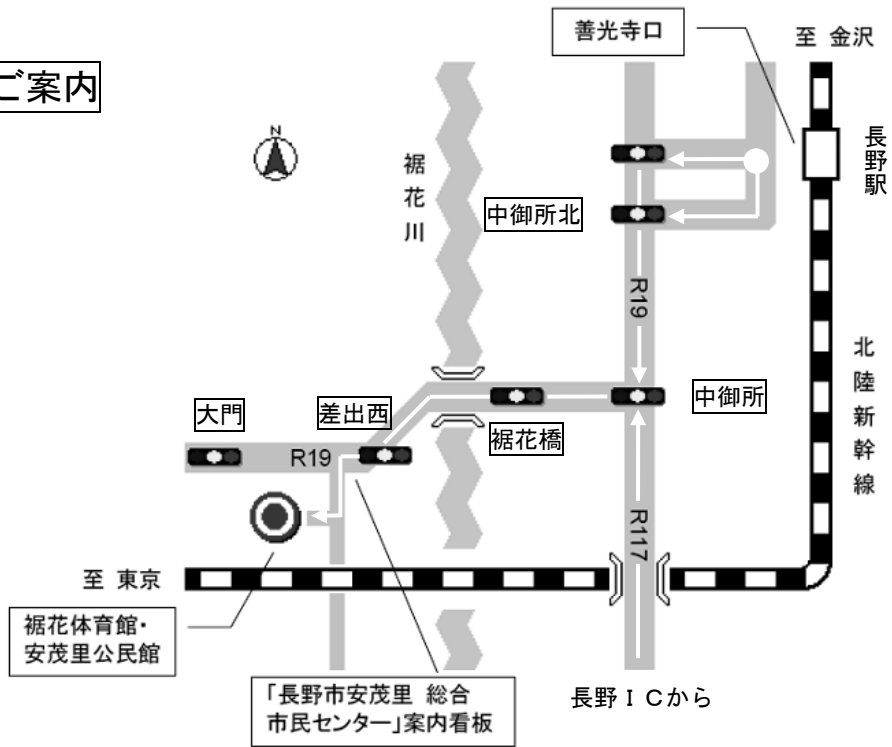 善光寺口
至 金沢
ご案内
N
長野駅
裾花川
中御所北
R19
北陸新幹線
大門
差出西
中御所
裾花橋
R19
R117
至 東京
裾花体育館・
安茂里公民館
「長野市安茂里 総合
市民センター」案内看板
長野ICから